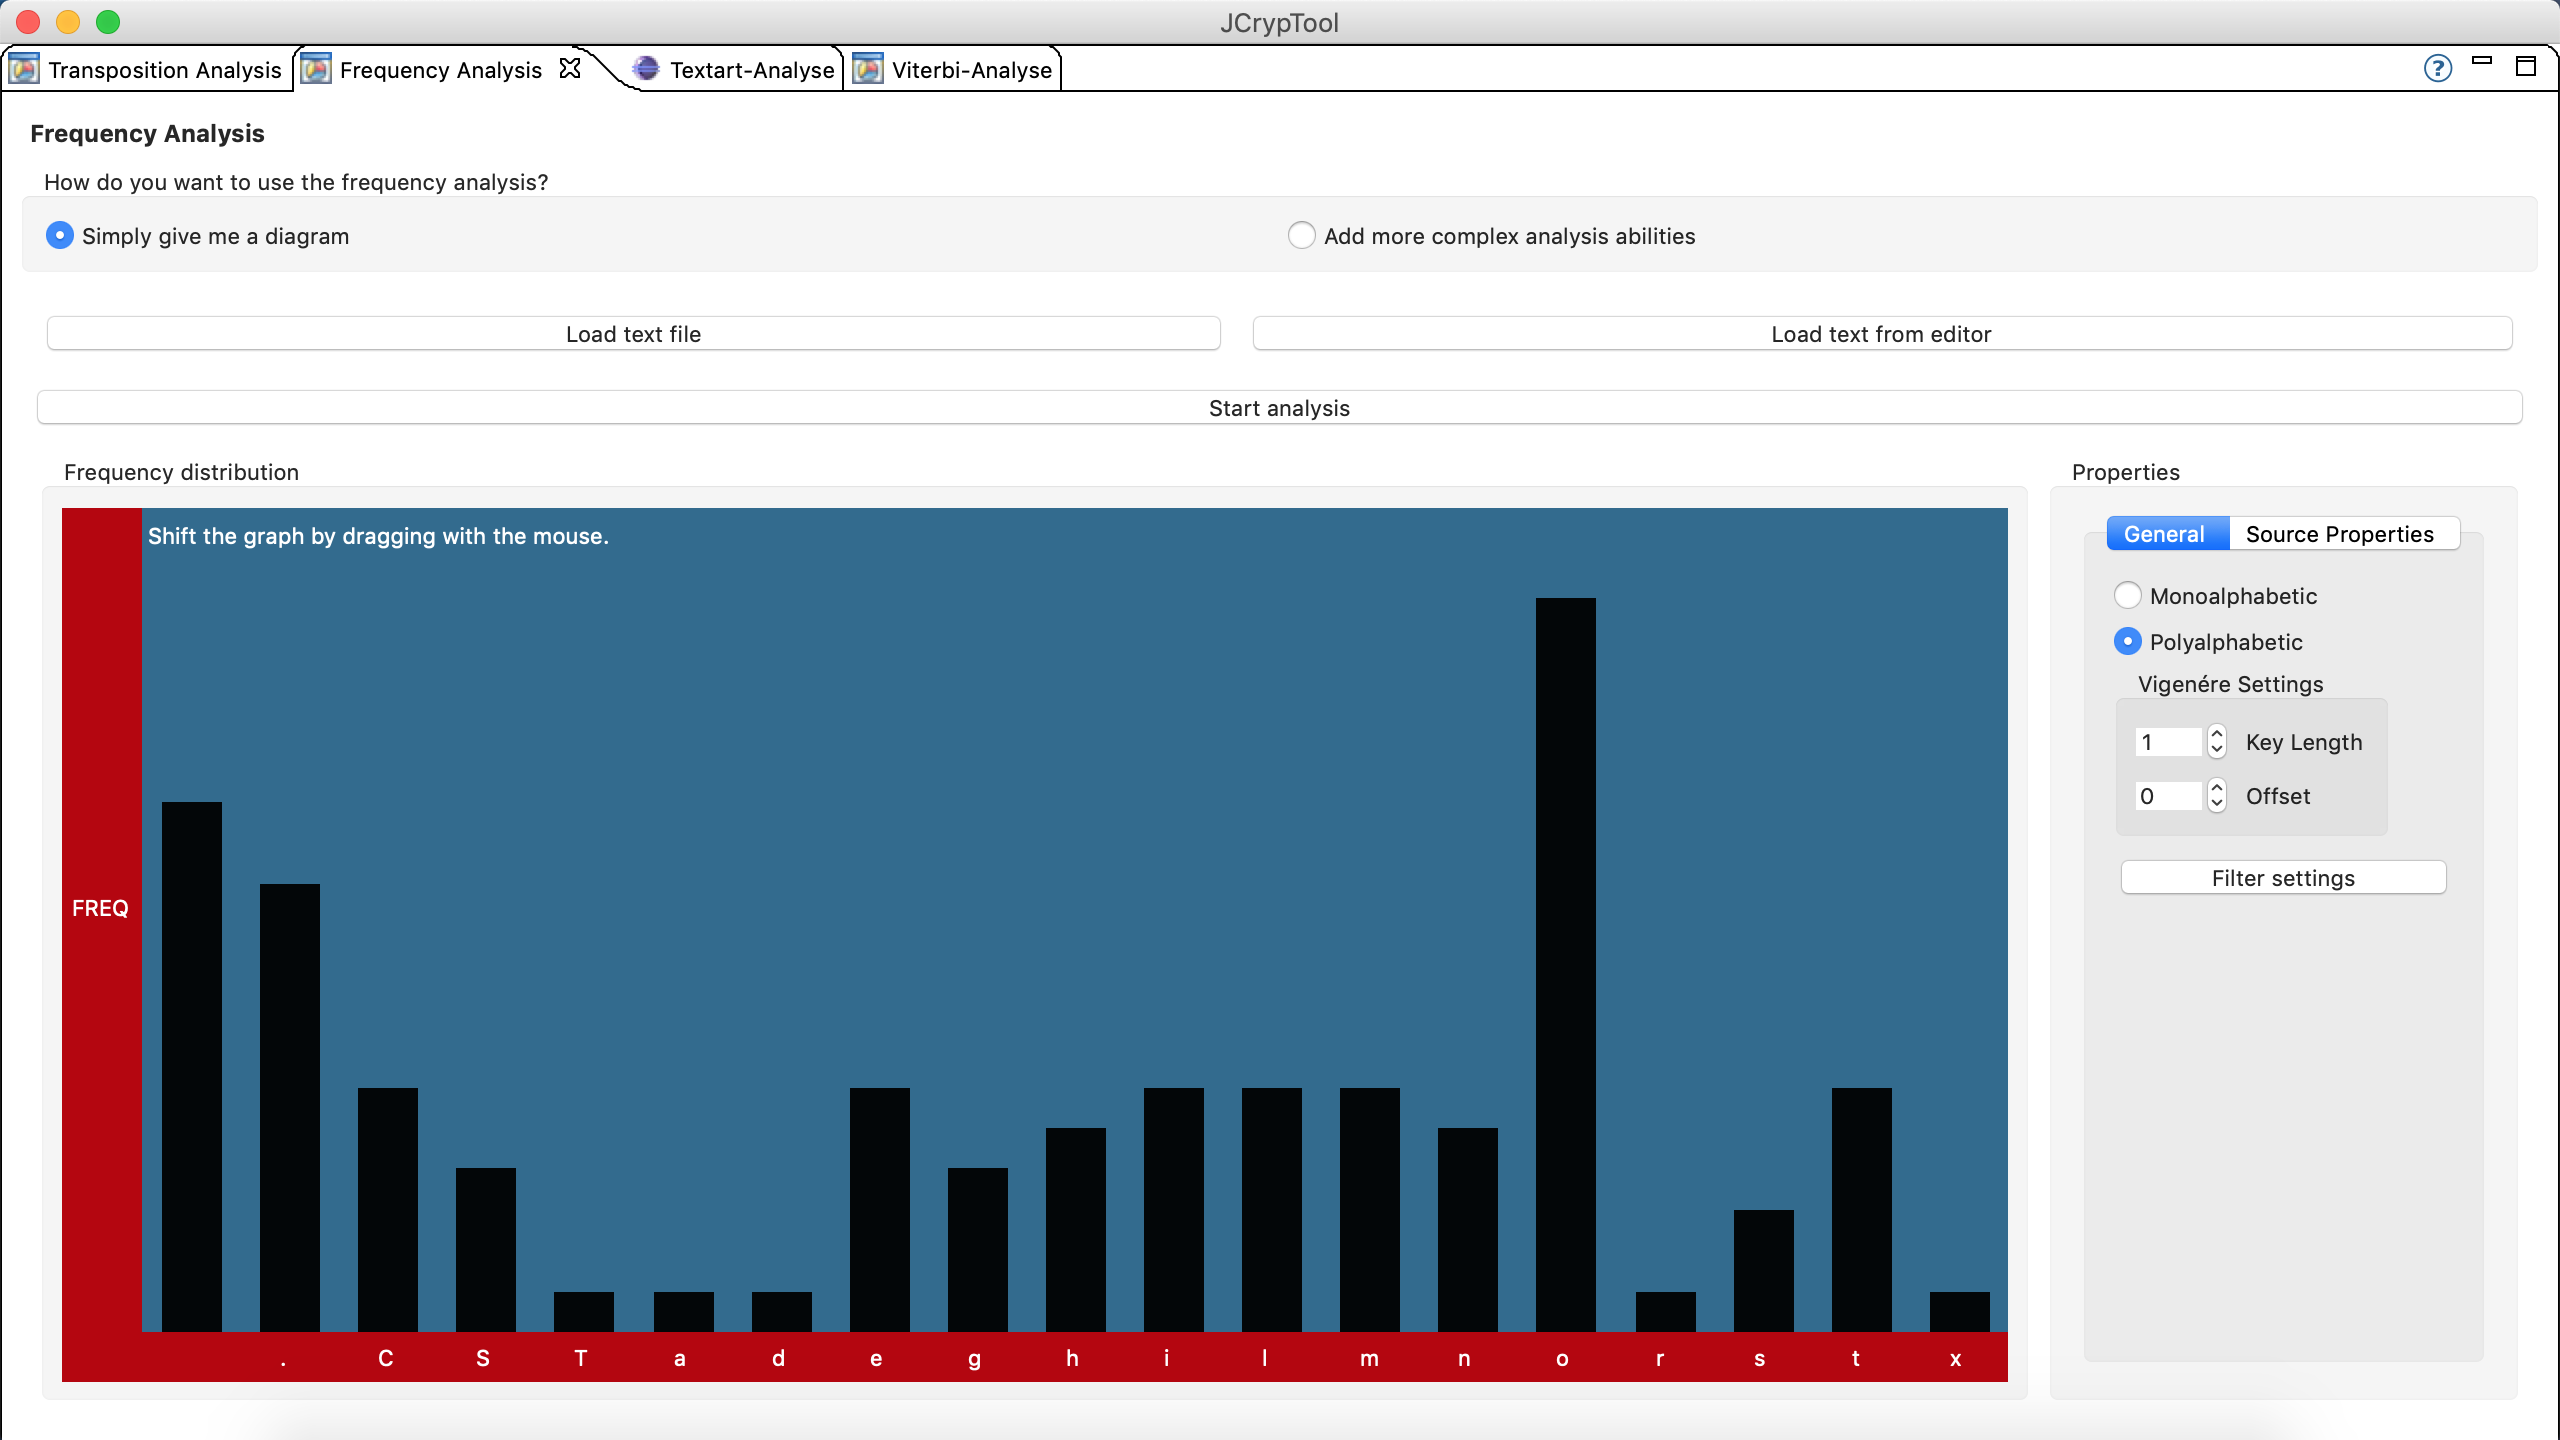 JCrypTool
Transposition Analysis Frequency Analysis Textart-Analyse Viterbi-Analyse ?
Frequency Analysis
How do you want to use the frequency analysis?
Simply give me a diagram Add more complex analysis abilities
Load text file Load text from editor
Start analysis
Frequency distribution
Shift the graph by dragging with the mouse.
FREQ
. C S T a d e g h i l m n o r s t x
Properties
General Source Properties
Monoalphabetic
Polyalphabetic
Vigenére Settings
1 Key Length
0 Offset
Filter settings